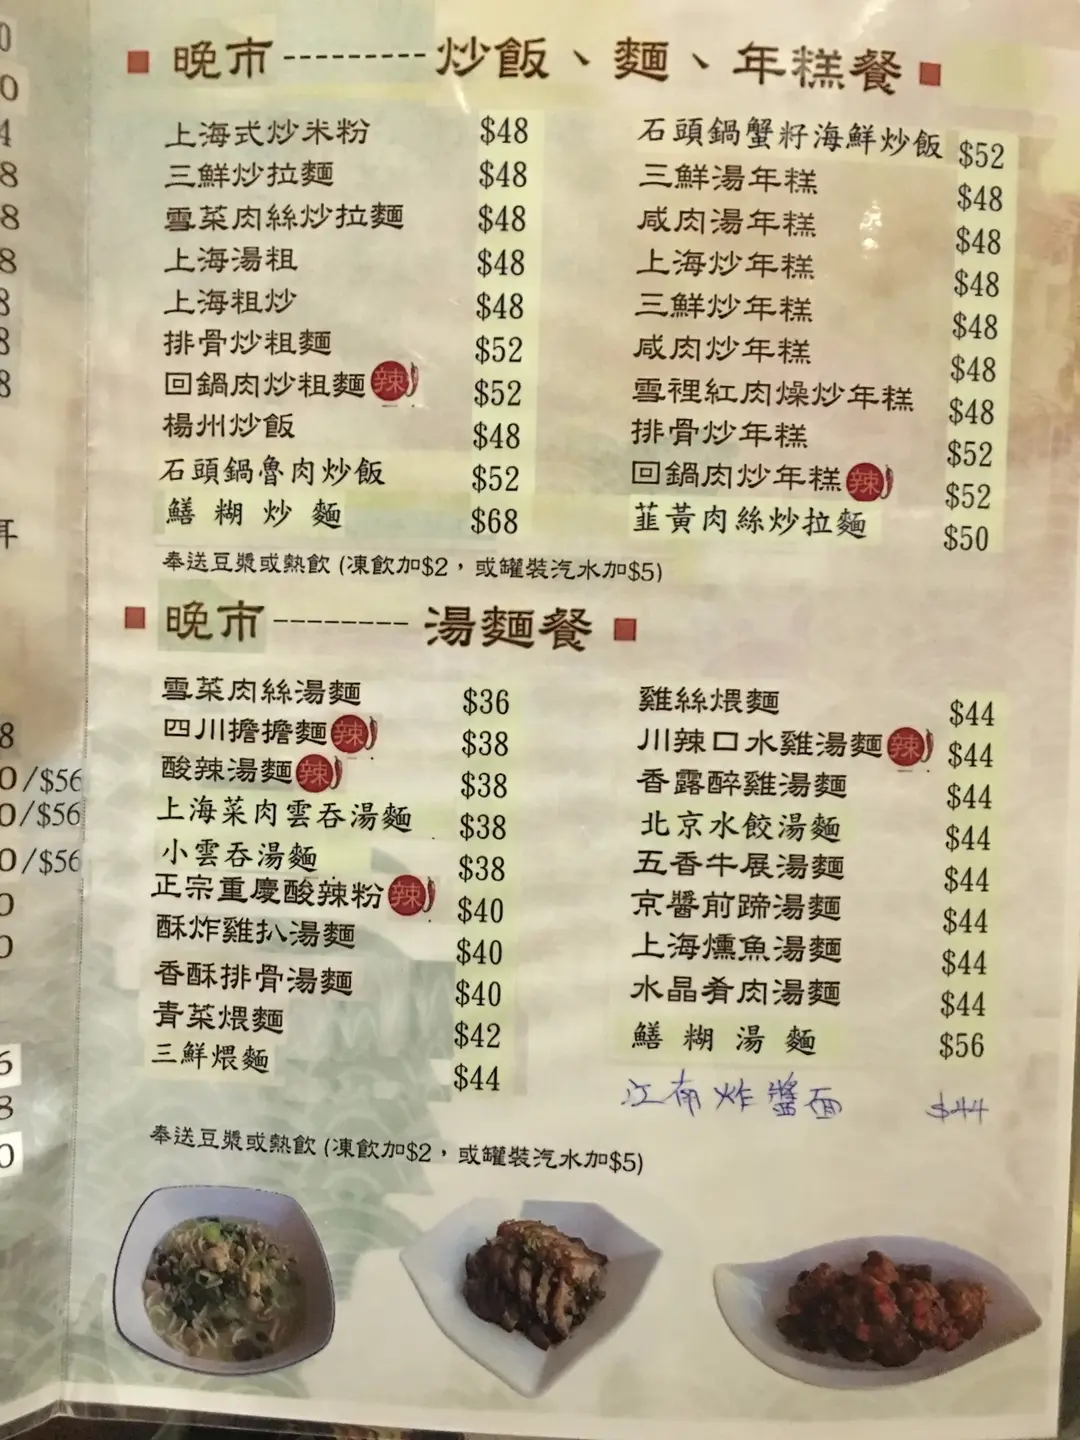 ■ 晚市---------炒飯、麵、年糕餐 ■
上海式炒米粉 $48
三鮮炒拉麵 $48
雪菜肉絲炒拉麵 $48
上海湯粗 $48
上海粗炒 $48
排骨炒粗麵 $52
回鍋肉炒粗麵 辣 $52
楊州炒飯 $48
石頭鍋魯肉炒飯 $52
鱔糊炒麵 $68
石頭鍋蟹籽海鮮炒飯 $52
三鮮湯年糕 $48
咸肉湯年糕 $48
上海炒年糕 $48
三鮮炒年糕 $48
咸肉炒年糕 $48
雪裡紅肉燥炒年糕 $48
排骨炒年糕 $52
回鍋肉炒年糕 辣 $52
韮黃肉絲炒拉麵 $50
奉送豆漿或熱飲 (凍飲加$2，或罐裝汽水加$5)
■ 晚市-------- 湯麵餐 ■
雪菜肉絲湯麵 $36
四川擔擔麵 辣 $38
酸辣湯麵 辣 $38
上海菜肉雲吞湯麵 $38
小雲吞湯麵 $38
正宗重慶酸辣粉 辣 $40
酥炸雞扒湯麵 $40
香酥排骨湯麵 $40
青菜煨麵 $42
三鮮煨麵 $44
雞絲煨麵 $44
川辣口水雞湯麵 辣 $44
香露醉雞湯麵 $44
北京水餃湯麵 $44
五香牛展湯麵 $44
京醬前蹄湯麵 $44
上海燻魚湯麵 $44
水晶肴肉湯麵 $44
鱔糊湯麵 $56
江南炸醬面 $44
奉送豆漿或熱飲 (凍飲加$2，或罐裝汽水加$5)
0/$56
0/$56
0/$56